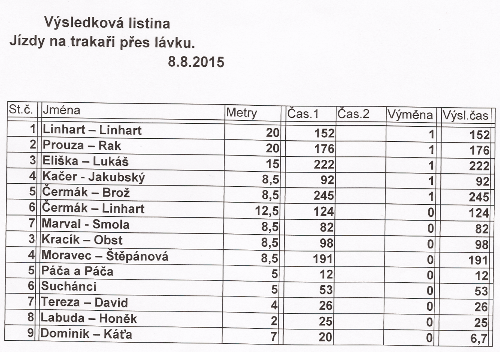 Výsledková listina
Jízdy na trakaři přes lávku.
8.8.2015
St.č. Jména Metry Čas.1 Čas.2 Výměna Výsl.čas
1 Linhart – Linhart 20 152 1 152
2 Prouza – Rak 20 176 1 176
3 Eliška – Lukáš 15 222 1 222
4 Kačer - Jakubský 8,5 92 1 92
5 Čermák – Brož 8,5 245 1 245
6 Čermák – Linhart 12,5 124 0 124
7 Marval - Smola 8,5 82 0 82
3 Kracík – Obst 8,5 98 0 98
4 Moravec – Štěpánová 8,5 191 0 191
5 Páča a Páča 5 12 0 12
6 Suchánci 5 53 0 53
7 Tereza – David 4 26 0 26
8 Labuda – Honěk 2 25 0 25
9 Dominik – Káťa 7 20 0 6,7